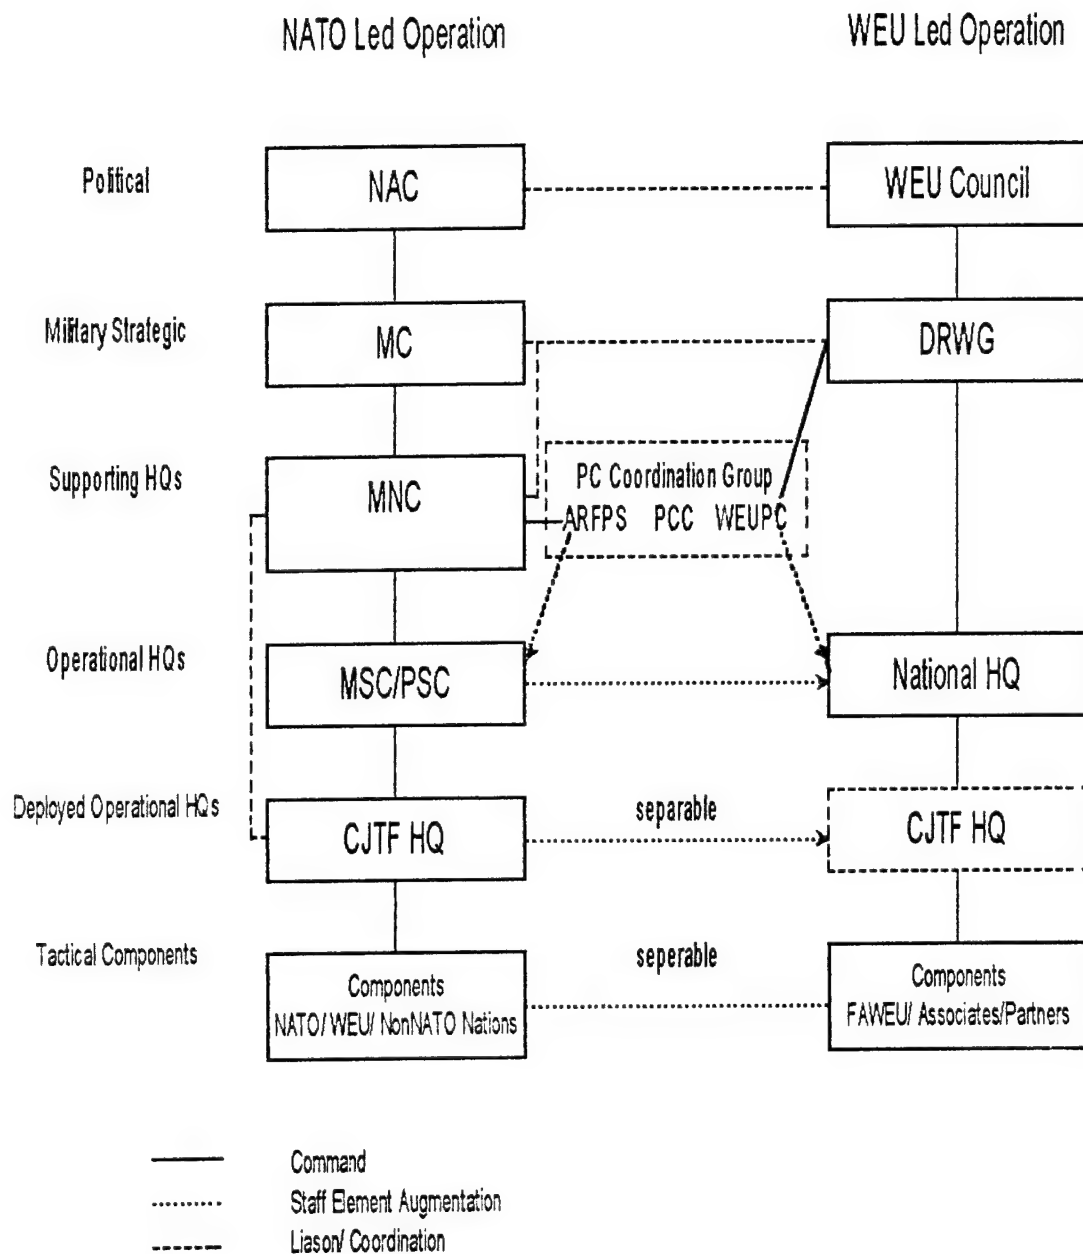 NATO Led Operation
WEU Led Operation
Political
NAC
WEU Council
Military Strategic
MC
DRWG
Supporting HQs
MNC
PC Coordination Group
ARFPS PCC WEUPC
Operational HQs
MSC/PSC
National HQ
Deployed Operational HQs
CJTF HQ
separable
CJTF HQ
Tactical Components
Components
NATO/ WEU/ NonNATO Nations
seperable
Components
FAWEU/ Associates/Partners
Command
Staff Element Augmentation
Liason/ Coordination